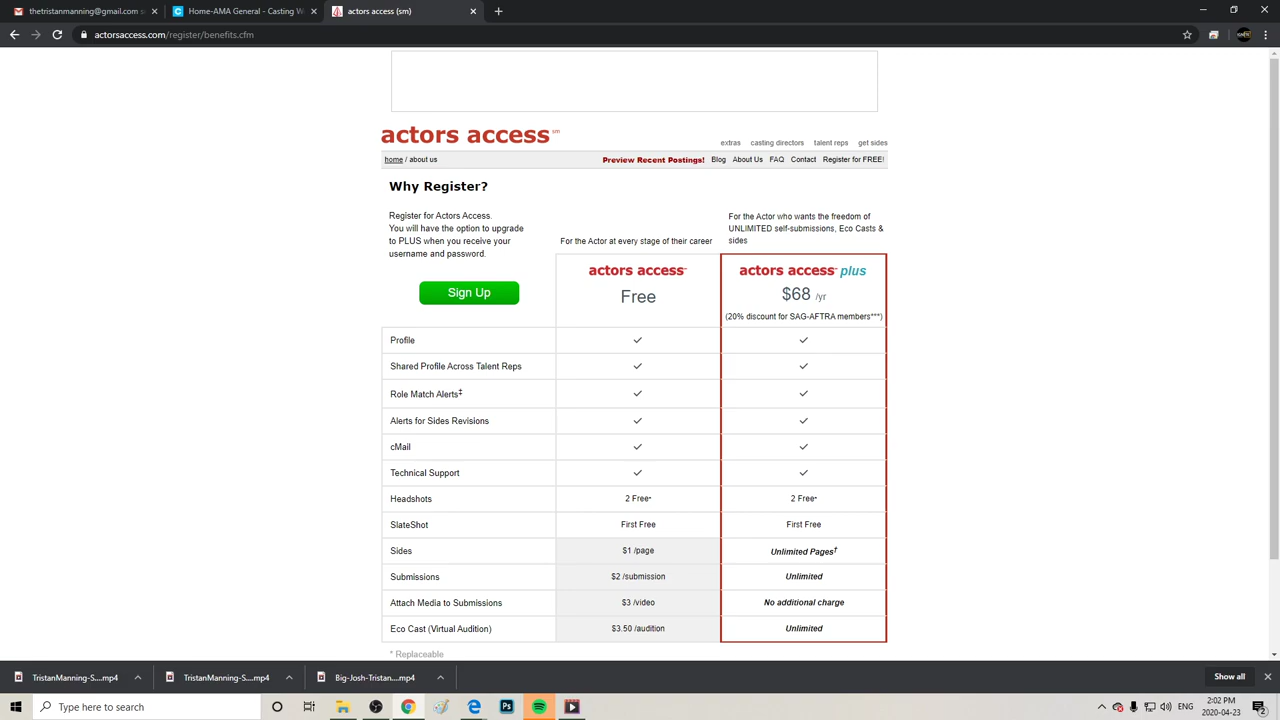 thetristanmanning@gmail.com
Home-AMA General - Casting W
actors access (sm)
actorsaccess.com/register/benefits.cfm
actors access℠
extras casting directors talent reps get sides
home / about us
Preview Recent Postings! Blog About Us FAQ Contact Register for FREE!
Why Register?
Register for Actors Access.
You will have the option to upgrade
to PLUS when you receive your
username and password.
Sign Up
For the Actor at every stage of their career
For the Actor who wants the freedom of
UNLIMITED self-submissions, Eco Casts &
sides
actors access℠
Free
actors access℠ plus
$68 /yr
(20% discount for SAG-AFTRA members***)
Profile ✓ ✓
Shared Profile Across Talent Reps ✓ ✓
Role Match Alerts‡ ✓ ✓
Alerts for Sides Revisions ✓ ✓
cMail ✓ ✓
Technical Support ✓ ✓
Headshots 2 Free* 2 Free*
SlateShot First Free First Free
Sides $1 /page Unlimited Pages†
Submissions $2 /submission Unlimited
Attach Media to Submissions $3 /video No additional charge
Eco Cast (Virtual Audition) $3.50 /audition Unlimited
* Replaceable
TristanManning-S....mp4 TristanManning-S....mp4 Big-Josh-Tristan....mp4 Show all
Type here to search
Ps
ENG
2:02 PM
2020-04-23
2